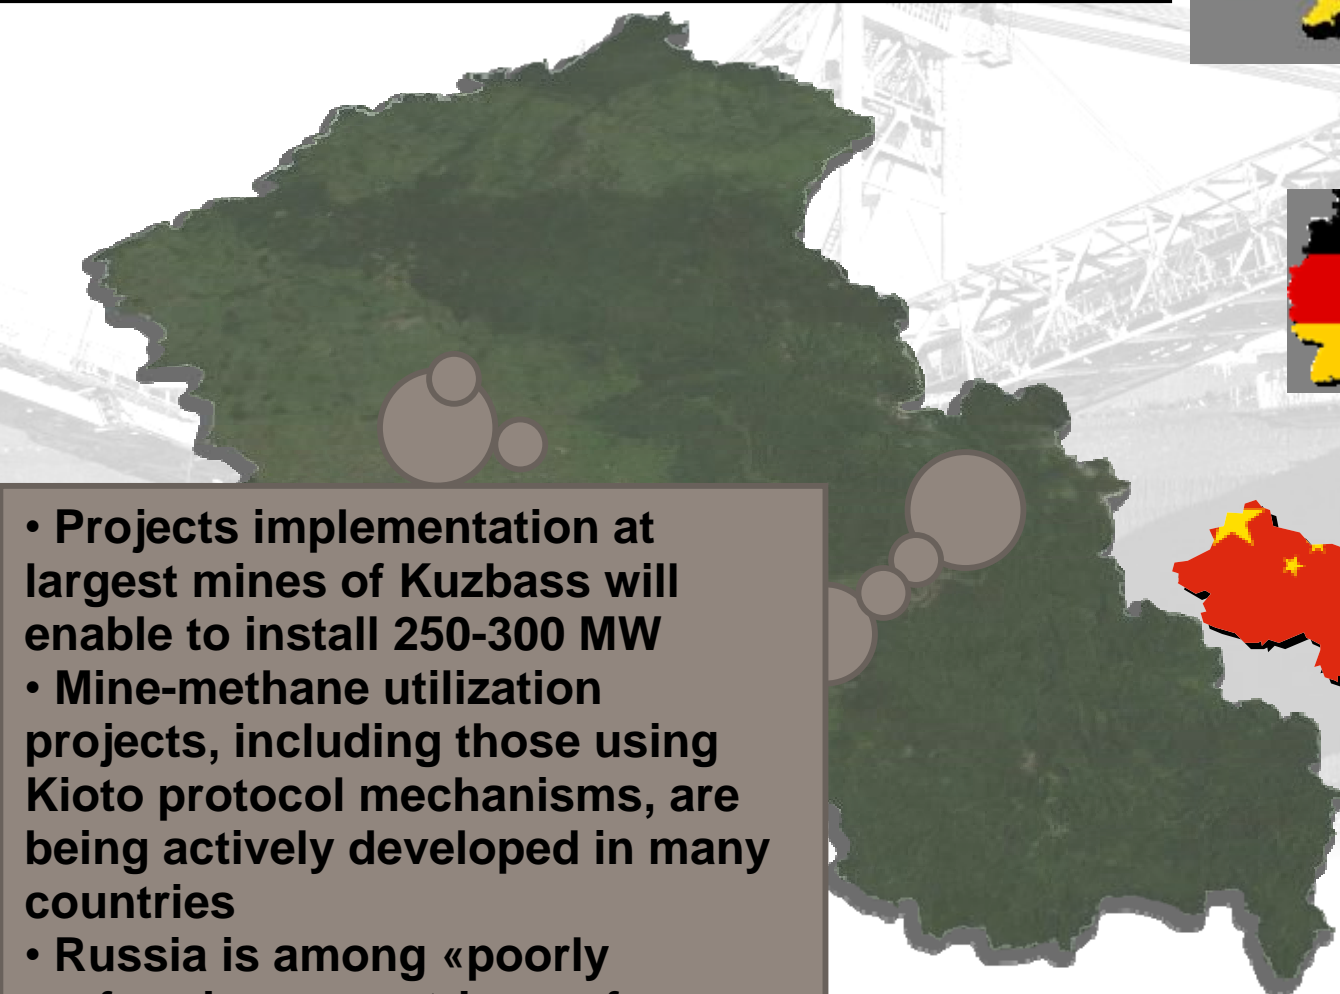 • Projects implementation at
largest mines of Kuzbass will
enable to install 250-300 MW
• Mine-methane utilization
projects, including those using
Kioto protocol mechanisms, are
being actively developed in many
countries
• Russia is among «poorly